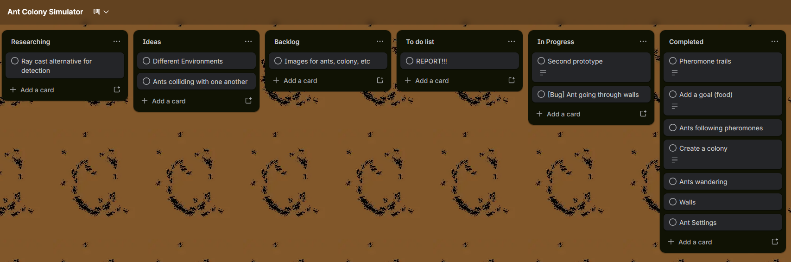 Ant Colony Simulator
Researching
Ray cast alternative for
detection
Add a card
Ideas
Different Environments
Ants colliding with one another
Add a card
Backlog
Images for ants, colony, etc
Add a card
To do list
REPORT!!!
Add a card
In Progress
Second prototype
[Bug] Ant going through walls
Add a card
Completed
Pheromone trails
Add a goal (food)
Ants following pheromones
Create a colony
Ants wandering
Walls
Ant Settings
Add a card